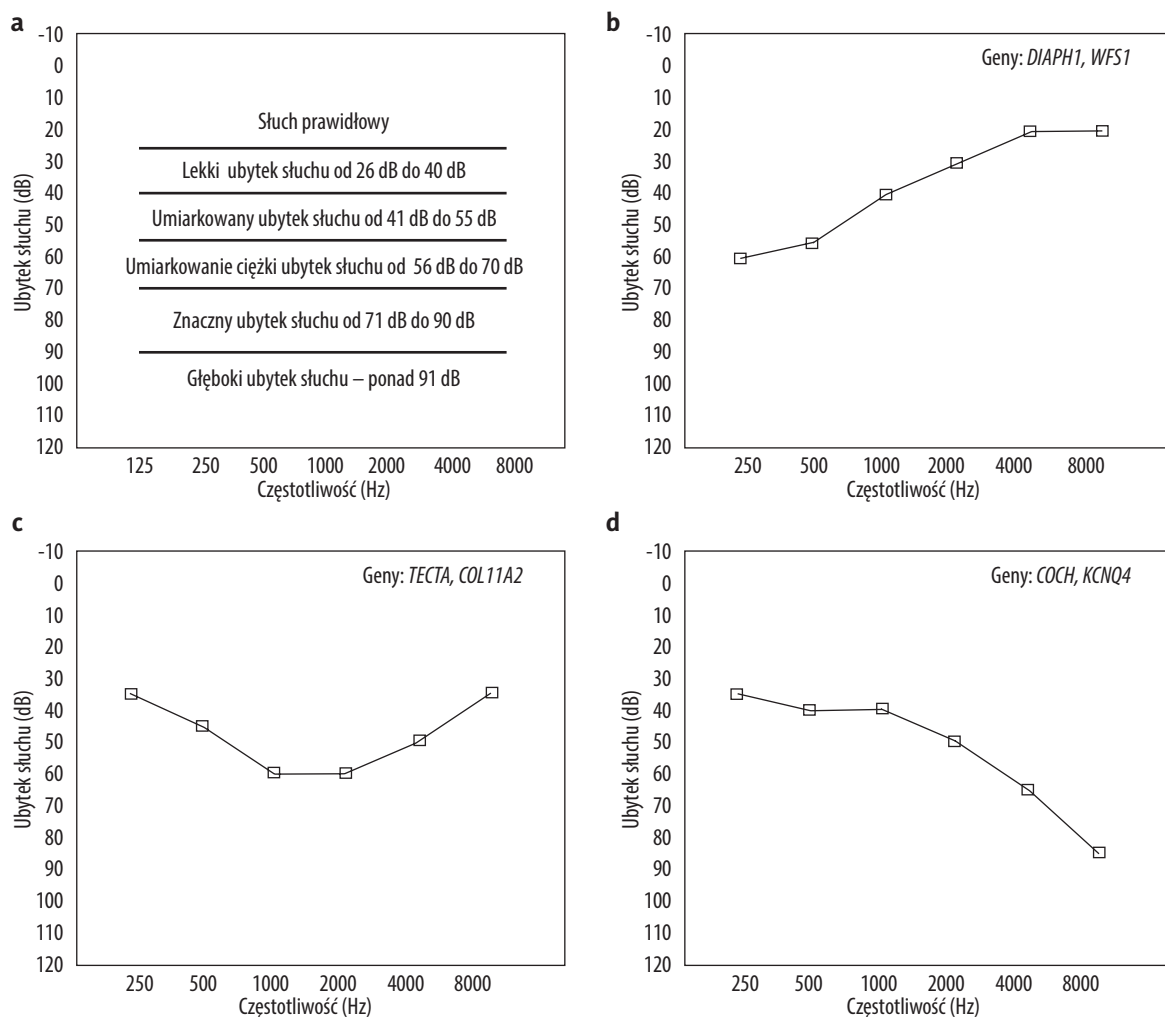 a
-10
0
10
20
30
40
50
60
70
80
90
100
110
120
Ubytek słuchu (dB)
Słuch prawidłowy
Lekki ubytek słuchu od 26 dB do 40 dB
Umiarkowany ubytek słuchu od 41 dB do 55 dB
Umiarkowanie ciężki ubytek słuchu od 56 dB do 70 dB
Znaczny ubytek słuchu od 71 dB do 90 dB
Głęboki ubytek słuchu – ponad 91 dB
125 250 500 1000 2000 4000 8000
Częstotliwość (Hz)
b
-10
0
10
20
30
40
50
60
70
80
90
100
110
120
Ubytek słuchu (dB)
Geny: DIAPH1, WFS1
250 500 1000 2000 4000 8000
Częstotliwość (Hz)
c
-10
0
10
20
30
40
50
60
70
80
90
100
110
120
Ubytek słuchu (dB)
Geny: TECTA, COL11A2
250 500 1000 2000 4000 8000
Częstotliwość (Hz)
d
-10
0
10
20
30
40
50
60
70
80
90
100
110
120
Ubytek słuchu (dB)
Geny: COCH, KCNQ4
250 500 1000 2000 4000 8000
Częstotliwość (Hz)